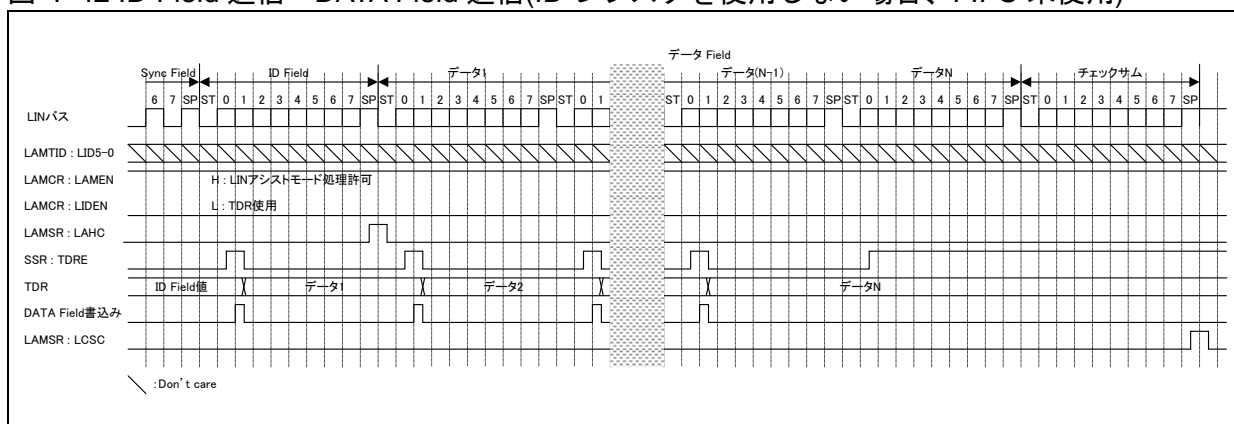 図 1-12 ID Field 送信・DATA Field 送信(ID レジスタを使用しない場合、FIFO 未使用)
データ Field
Sync Field ID Field データ1 データ(N-1) データN チェックサム
6 7 SP ST 0 1 2 3 4 5 6 7 SP ST 0 1 2 3 4 5 6 7 SP ST 0 1 ST 0 1 2 3 4 5 6 7 SP ST 0 1 2 3 4 5 6 7 SP ST 0 1 2 3 4 5 6 7 SP
LINバス
LAMTID : LID5-0
LAMCR : LAMEN H : LINアシストモード処理許可
LAMCR : LIDEN L : TDR使用
LAMSR : LAHC
SSR : TDRE
TDR ID Field値 データ1 データ2 データN
DATA Field書込み
LAMSR : LCSC
:Don't care